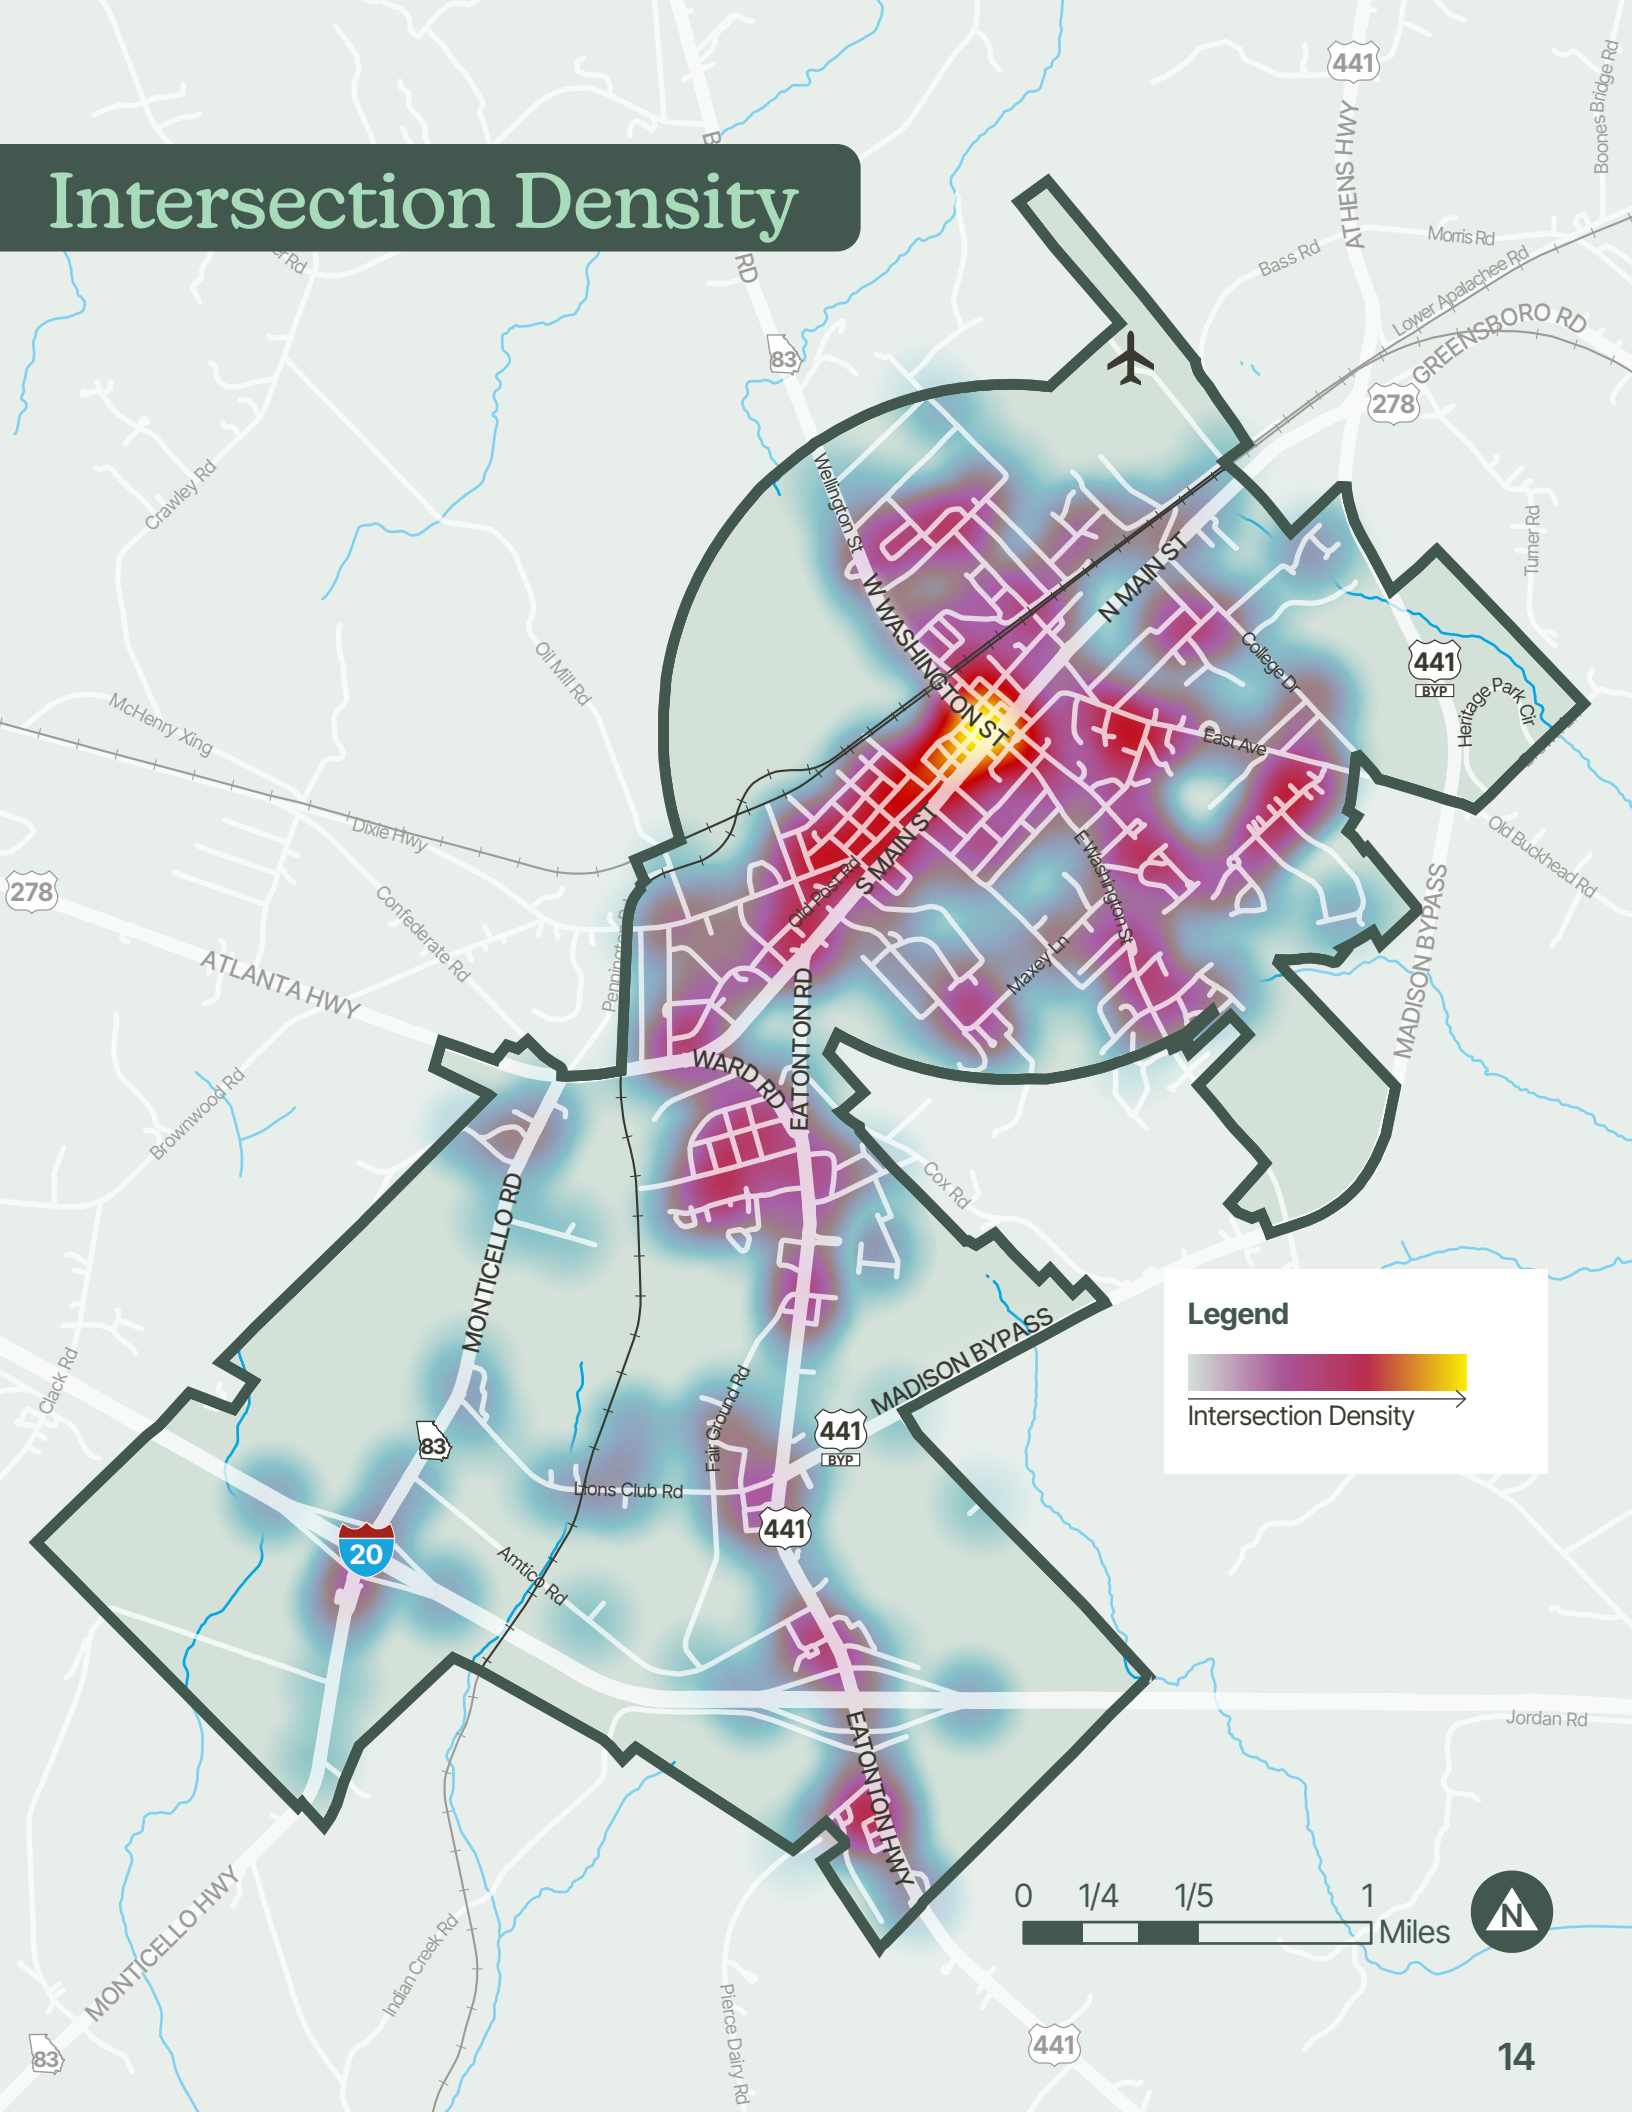 Intersection Density
441
ATHENS HWY
Boones Bridge Rd
RD
Morris Rd
Bass Rd
Lower Apalachee Rd
GREENSBORO RD
83
278
Crawley Rd
Wellington St
Turner Rd
N MAIN ST
W WASHINGTON ST
College Dr
441
BYP
Heritage Park Cir
Oil Mill Rd
McHenry Xing
East Ave
Dixie Hwy
Old Buckhead Rd
S MAIN ST
Old Post Rd
E Washington St
278
Confederate Rd
ATLANTA HWY
Maxey Ln
MADISON BYPASS
EATONTON RD
WARD RD
Brownwood Rd
Cox Rd
MONTICELLO RD
Legend
Intersection Density
Clack Rd
MADISON BYPASS
Fair Ground Rd
441
BYP
83
Lions Club Rd
441
20
Amtico Rd
Jordan Rd
EATONTON HWY
MONTICELLO HWY
0 1/4 1/5 1
Miles
N
Indian Creek Rd
Pierce Dairy Rd
441
83
14